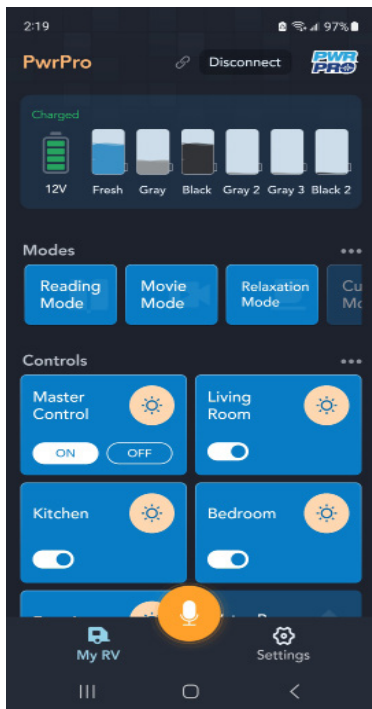 2:19 97%
PwrPro Disconnect PWR PRO
Charged
12V Fresh Gray Black Gray 2 Gray 3 Black 2
Modes
Reading Mode
Movie Mode
Relaxation Mode
Controls
Master Control
ON OFF
Living Room
Kitchen
Bedroom
My RV
Settings